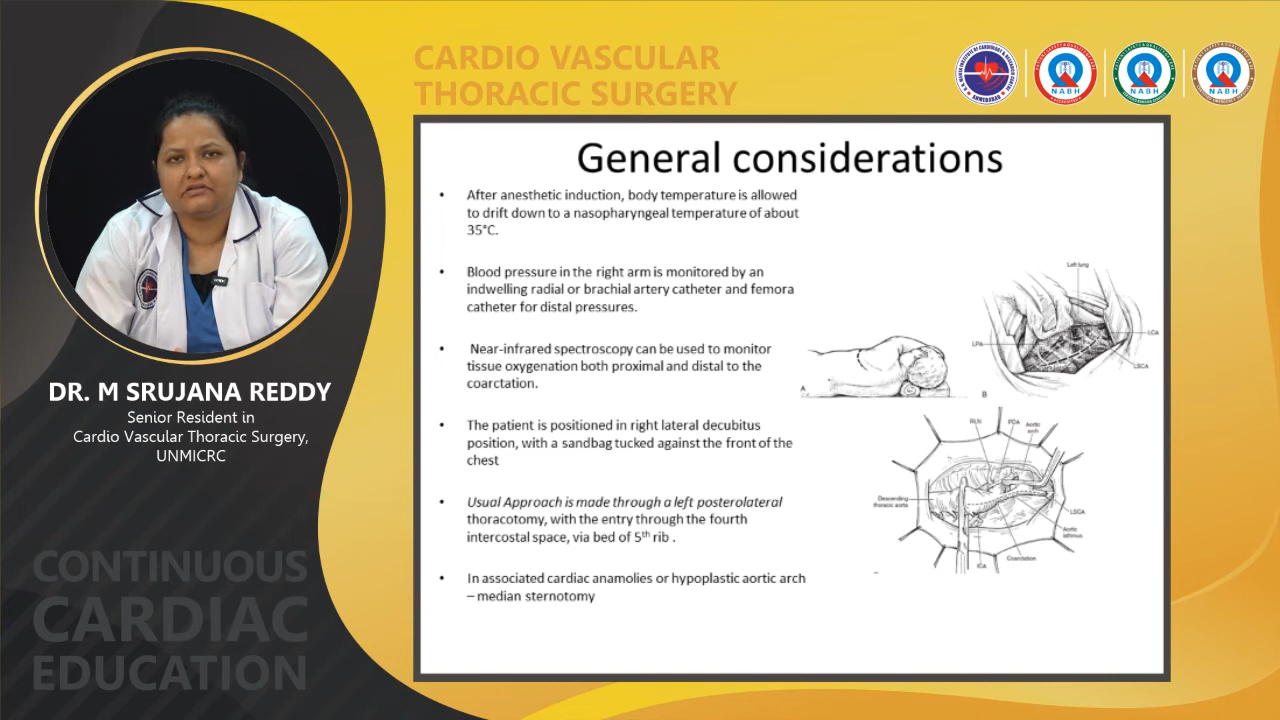 CARDIO VASCULAR
THORACIC SURGERY
NABH
NABH
NABH
General considerations
• After anesthetic induction, body temperature is allowed
to drift down to a nasopharyngeal temperature of about
35°C.
• Blood pressure in the right arm is monitored by an
indwelling radial or brachial artery catheter and femora
catheter for distal pressures.
• Near-infrared spectroscopy can be used to monitor
tissue oxygenation both proximal and distal to the
coarctation.
• The patient is positioned in right lateral decubitus
position, with a sandbag tucked against the front of the
chest
• Usual Approach is made through a left posterolateral
thoracotomy, with the entry through the fourth
intercostal space, via bed of 5th rib .
• In associated cardiac anamolies or hypoplastic aortic arch
– median sternotomy
Left lung
LCA
LPA
LSCA
A
B
RLN
PDA
Aortic
arch
Descending
thoracic aorta
LSCA
Aortic
isthmus
Coarctation
ICA
DR. M SRUJANA REDDY
Senior Resident in
Cardio Vascular Thoracic Surgery,
UNMICRC
CONTINUOUS
CARDIAC
EDUCATION